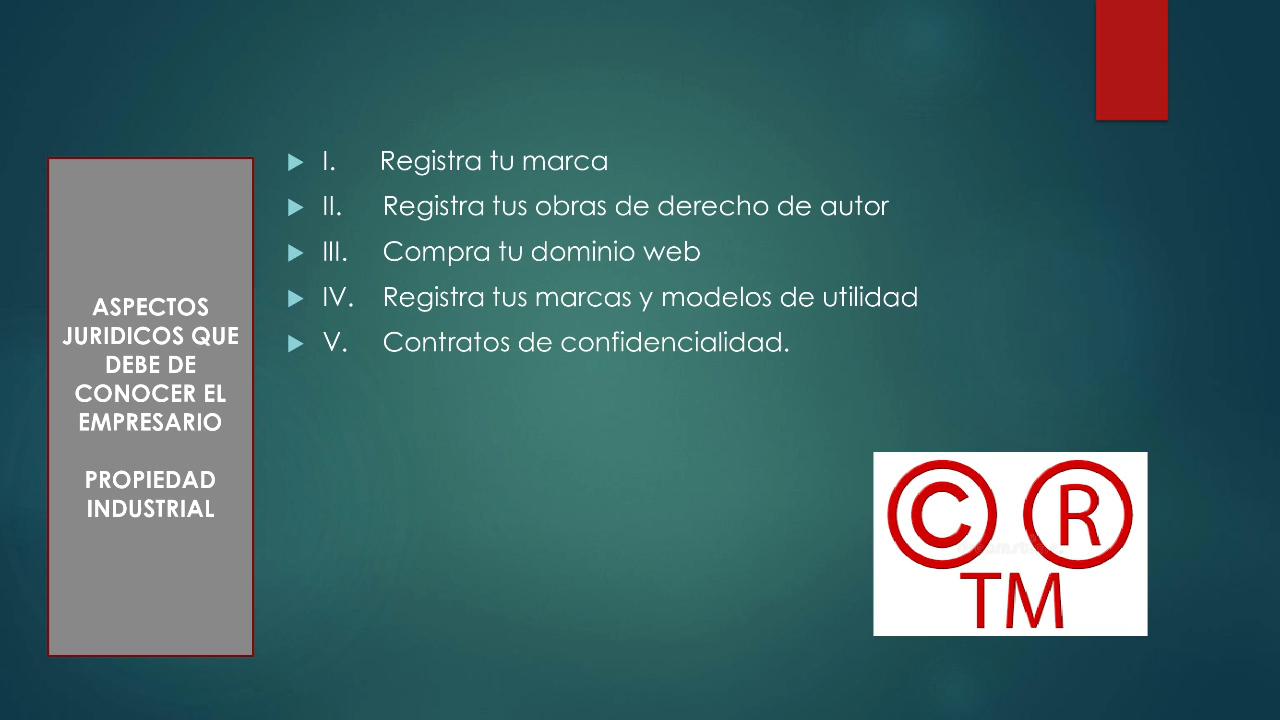 ASPECTOS
JURIDICOS QUE
DEBE DE
CONOCER EL
EMPRESARIO
PROPIEDAD
INDUSTRIAL
I. Registra tu marca
II. Registra tus obras de derecho de autor
III. Compra tu dominio web
IV. Registra tus marcas y modelos de utilidad
V. Contratos de confidencialidad.
© ®
TM